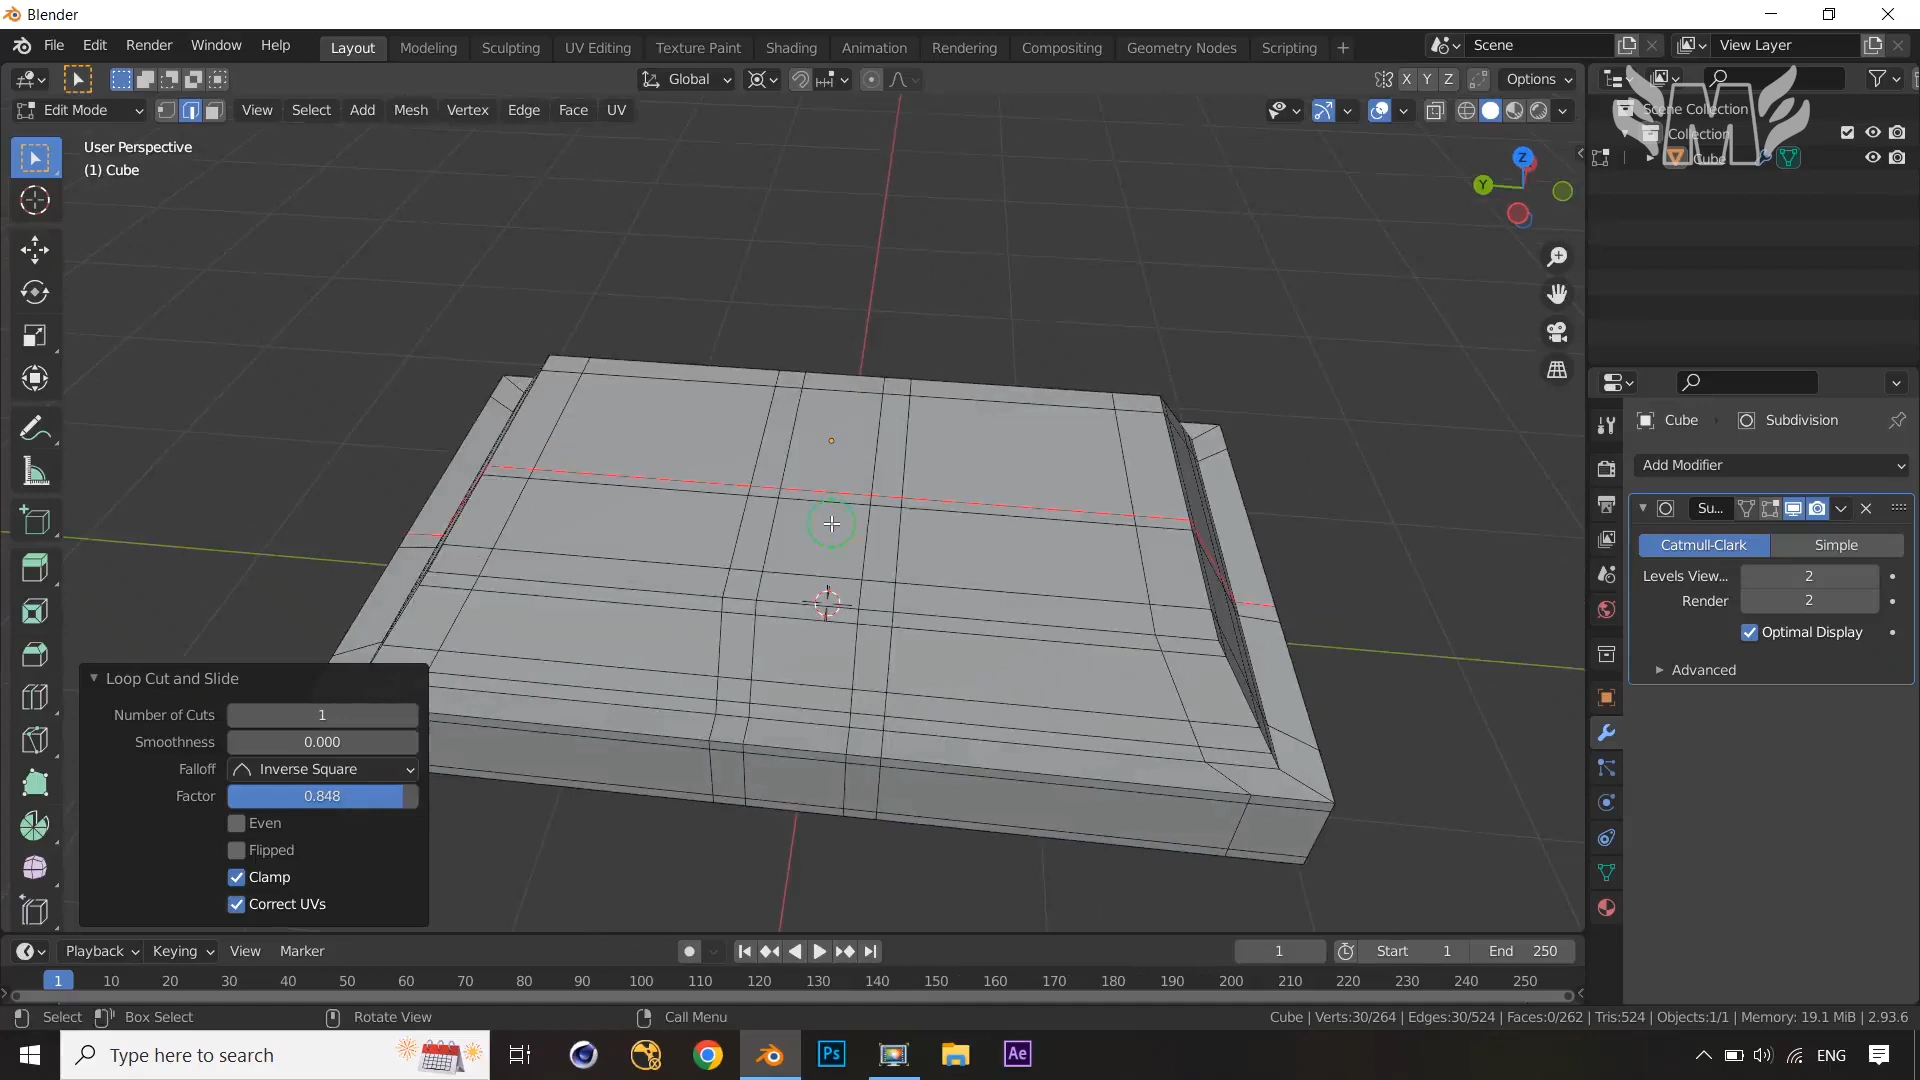 Blender
File Edit Render Window Help Layout Modeling Sculpting UV Editing Texture Paint Shading Animation Rendering Compositing Geometry Nodes Scripting + Scene View Layer
Global X Y Z Options
Edit Mode View Select Add Mesh Vertex Edge Face UV
User Perspective
(1) Cube
Z
Y
Scene Collection
Collection
Cube
M
Cube Subdivision
Add Modifier
Su...
Catmull-Clark Simple
Levels View... 2
Render 2
Optimal Display
Advanced
Loop Cut and Slide
Number of Cuts 1
Smoothness 0.000
Falloff Inverse Square
Factor 0.848
Even
Flipped
Clamp
Correct UVs
Playback Keying View Marker 1 Start 1 End 250
1 10 20 30 40 50 60 70 80 90 100 110 120 130 140 150 160 170 180 190 200 210 220 230 240 250
Select Box Select Rotate View Call Menu Cube | Verts:30/264 | Edges:30/524 | Faces:0/262 | Tris:524 | Objects:1/1 | Memory: 19.1 MiB | 2.93.6
Type here to search Ps Ae ENG